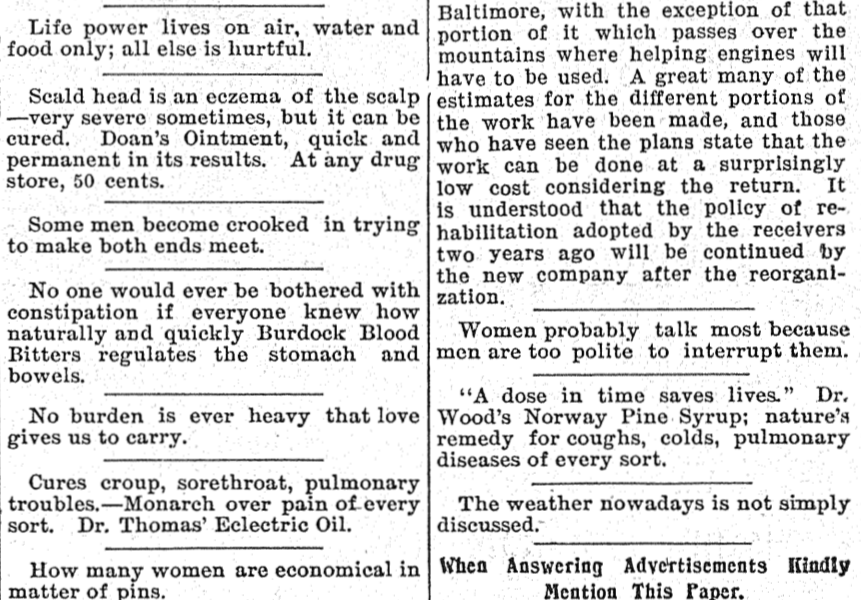 Life power lives on air, water and
food only; all else is hurtful.
Scald head is an eczema of the scalp
—very severe sometimes, but it can be
cured. Doan's Ointment, quick and
permanent in its results. At any drug
store, 50 cents.
Some men become crooked in trying
to make both ends meet.
No one would ever be bothered with
constipation if everyone knew how
naturally and quickly Burdock Blood
Bitters regulates the stomach and
bowels.
No burden is ever heavy that love
gives us to carry.
Cures croup, sorethroat, pulmonary
troubles.—Monarch over pain of every
sort. Dr. Thomas' Eclectric Oil.
How many women are economical in
matter of pins.
Baltimore, with the exception of that
portion of it which passes over the
mountains where helping engines will
have to be used. A great many of the
estimates for the different portions of
the work have been made, and those
who have seen the plans state that the
work can be done at a surprisingly
low cost considering the return. It
is understood that the policy of re-
habilitation adopted by the receivers
two years ago will be continued by
the new company after the reorgani-
zation.
Women probably talk most because
men are too polite to interrupt them.
"A dose in time saves lives." Dr.
Wood's Norway Pine Syrup; nature's
remedy for coughs, colds, pulmonary
diseases of every sort.
The weather nowadays is not simply
discussed.
When Answering Advertisements Kindly
Mention This Paper.